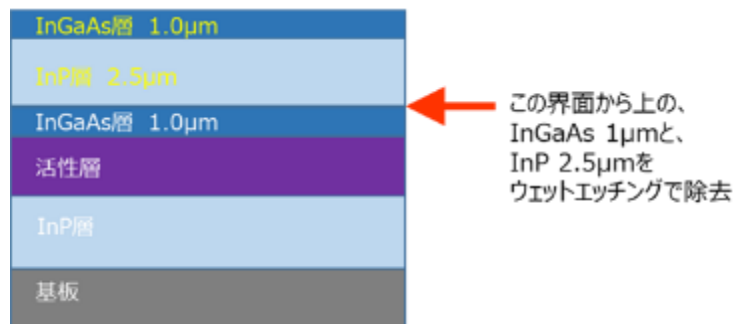 InGaAs層 1.0μm
InP層 2.5μm
InGaAs層 1.0μm
活性層
InP層
基板
この界面から上の、
InGaAs 1μmと、
InP 2.5μmを
ウェットエッチングで除去